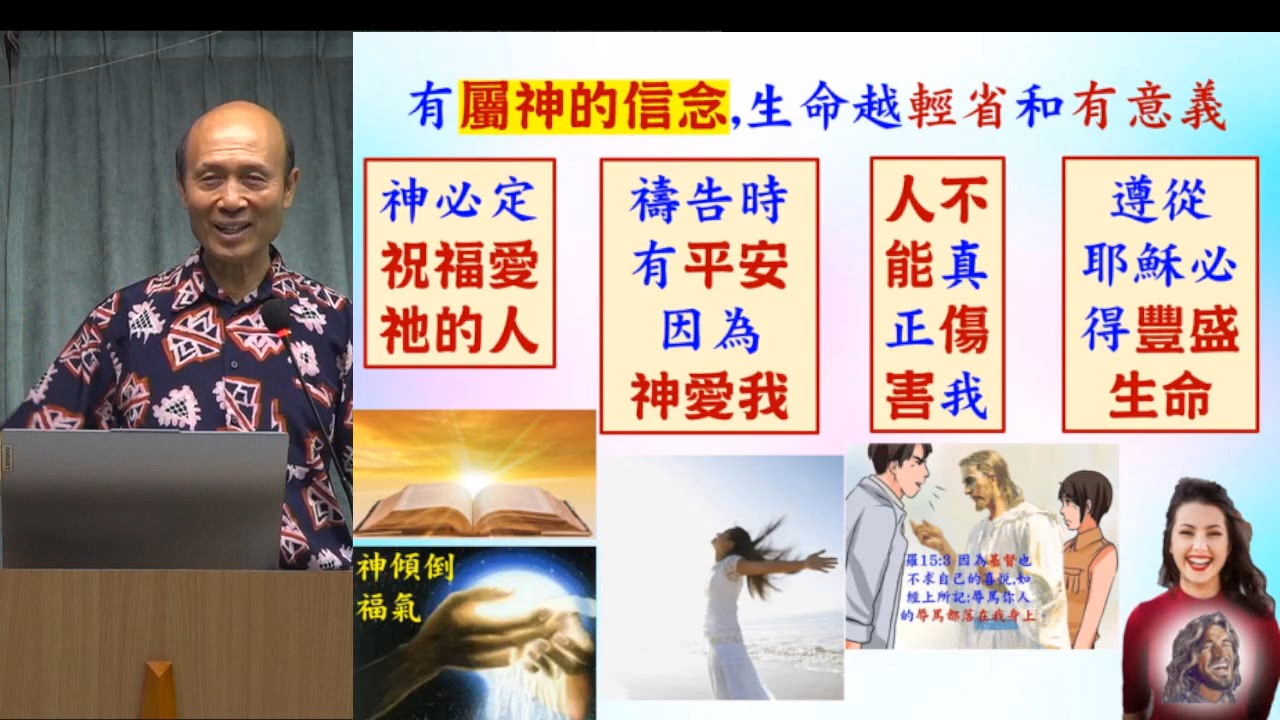 有屬神的信念,生命越輕省和有意義
神必定
祝福愛
祂的人
禱告時
有平安
因為
神愛我
人不
能真
正傷
害我
遵從
耶穌必
得豐盛
生命
神傾倒
福氣
羅15:3 因為基督也
不求自己的喜悅,如
經上所記:辱罵你人
的辱罵都落在我身上。
Lenovo